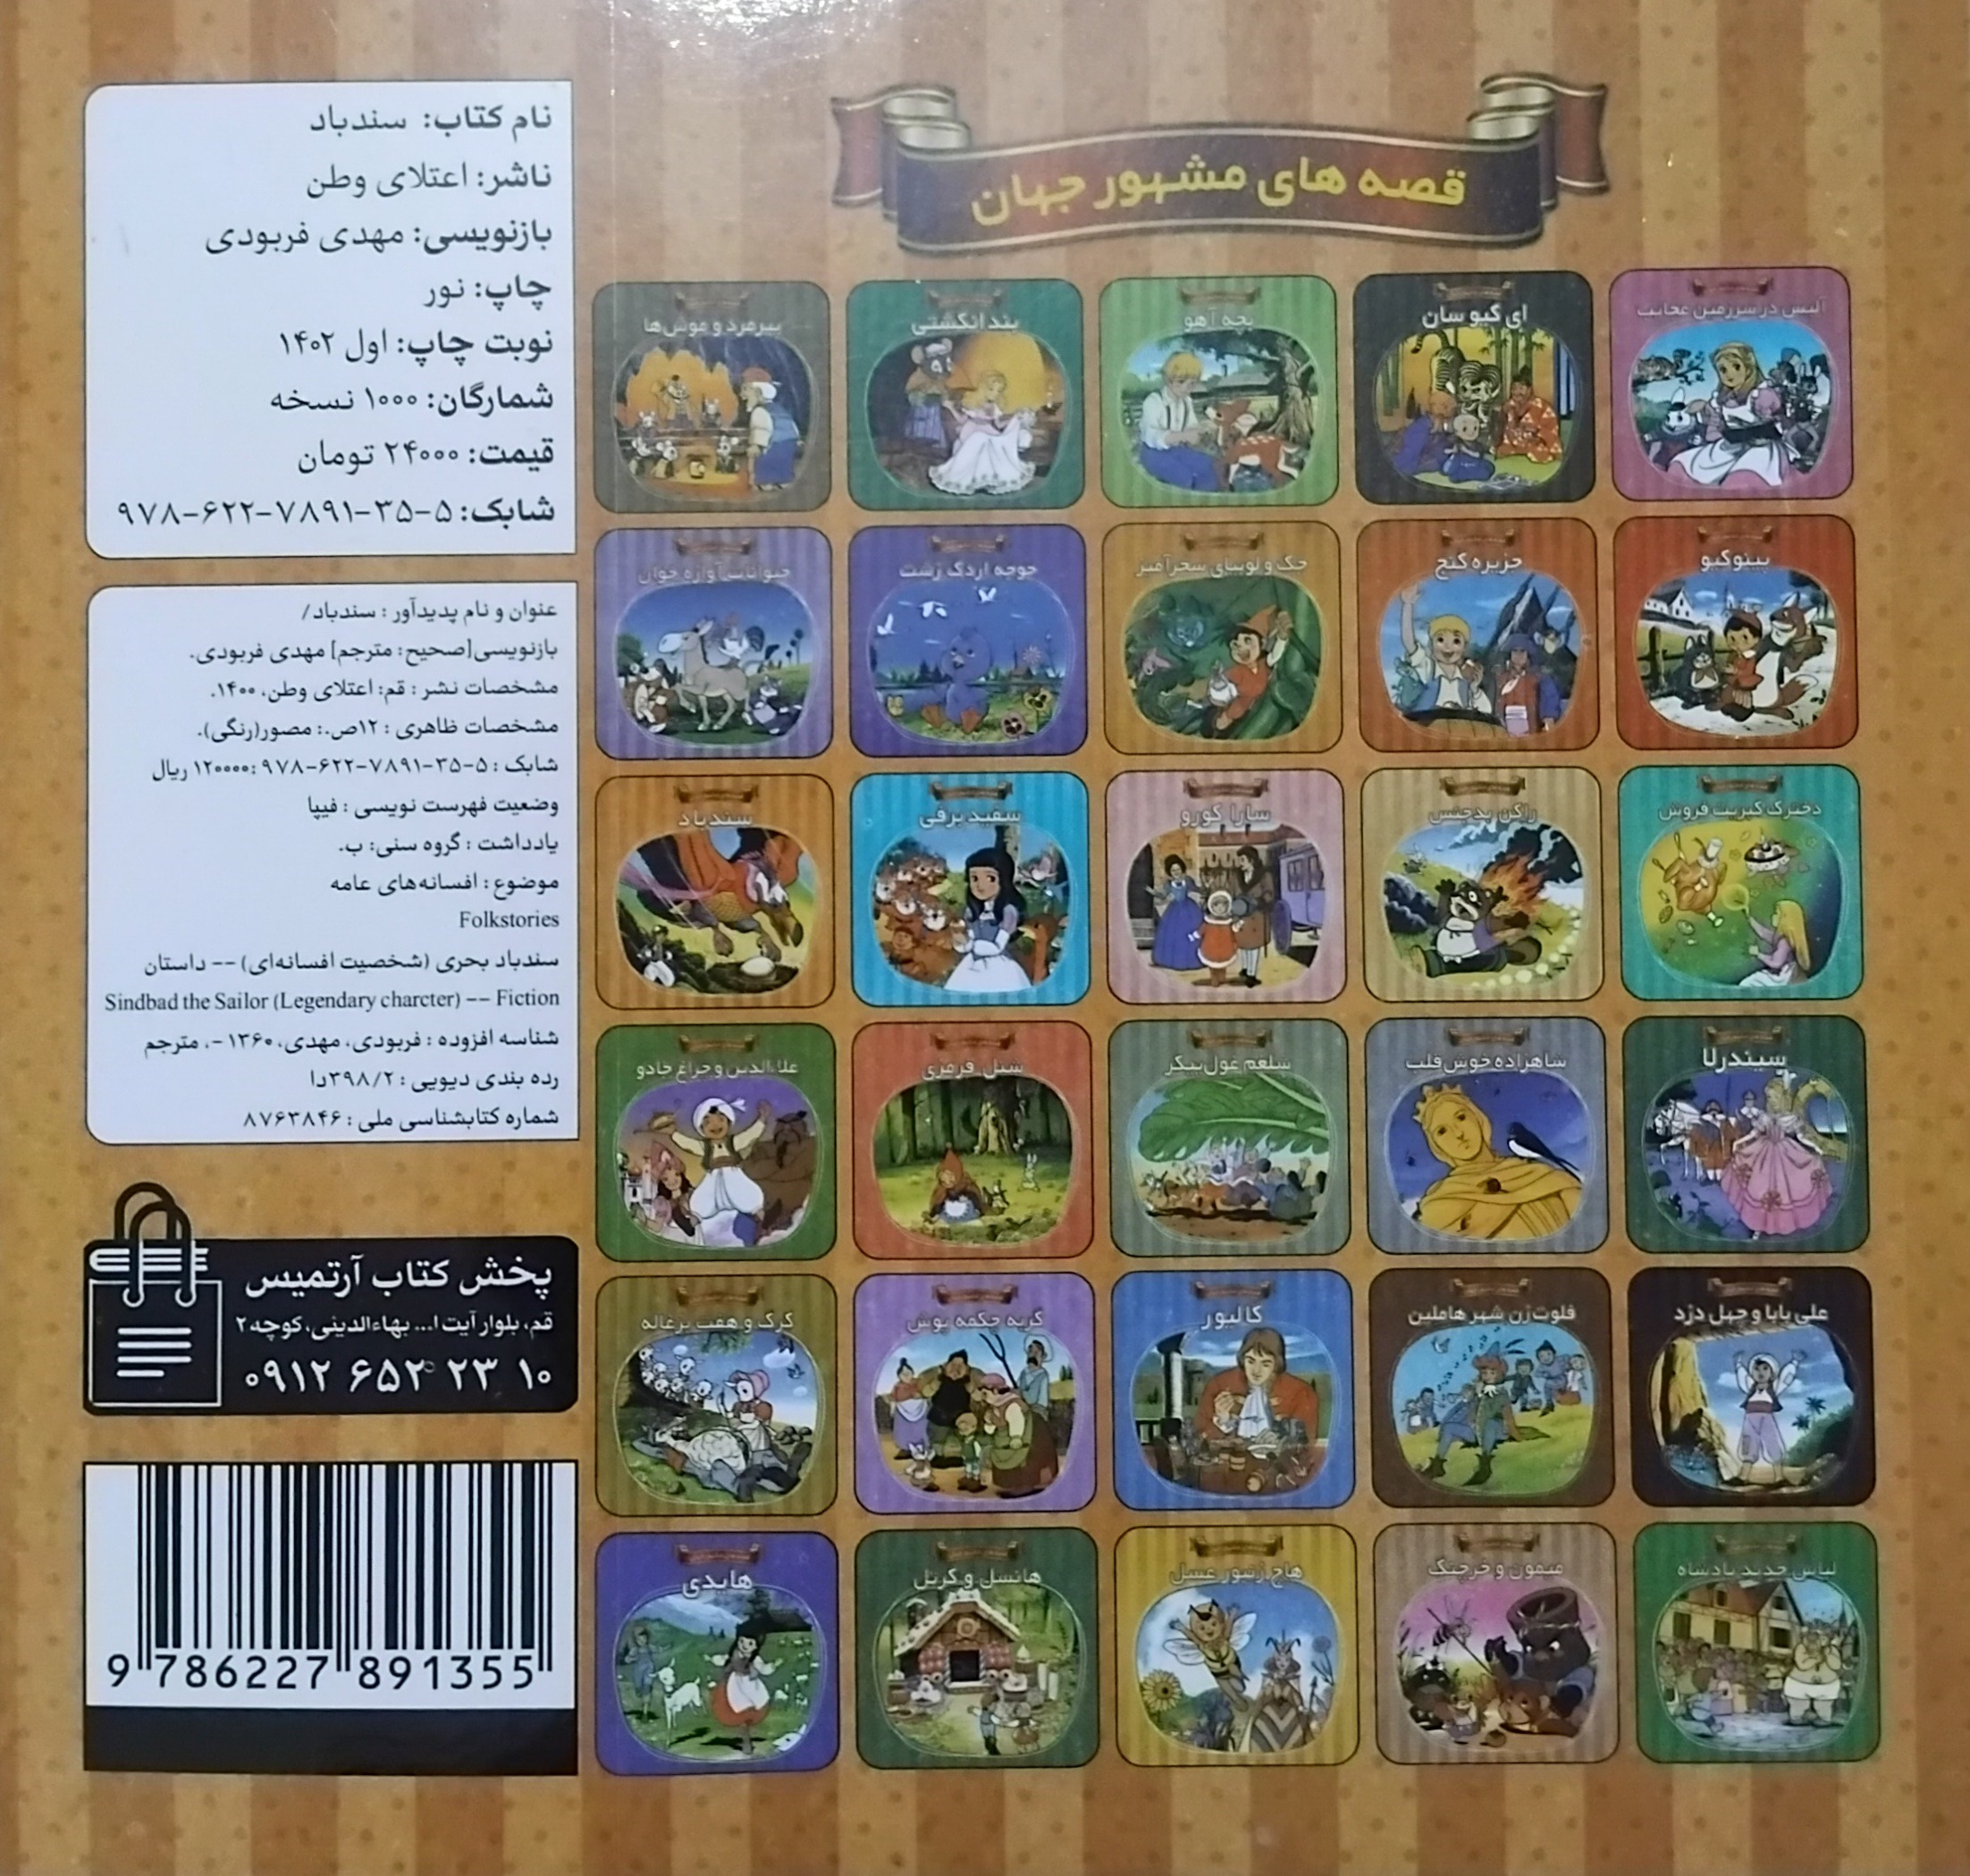 قصه های مشهور جهان
آلیس در سرزمین عجایب
ای کیو سان
بچه آهو
بند انگشتی
پیرمرد و موش‌ها
پینوکیو
جزیره گنج
جک و لوبیای سحرآمیز
جوجه اردک زشت
حیوانات آوازه خوان
دخترک کبریت فروش
راکن بدجنس
سارا کورو
سفید برفی
سندباد
سیندرلا
شاهزاده خوش قلب
شلغم غول پیکر
شنل قرمزی
علاءالدین و چراغ جادو
علی بابا و چهل دزد
فلوت زن شهر هاملین
گالیور
گربه چکمه پوش
گرگ و هفت بزغاله
لباس جدید پادشاه
میمون و خرچنگ
هاچ زنبور عسل
هانسل و گرتل
هایدی
نام کتاب: سندباد
ناشر: اعتلای وطن
بازنویسی: مهدی فربودی
چاپ: نور
نوبت چاپ: اول ۱۴۰۲
شمارگان: ۱۰۰۰ نسخه
قیمت: ۲۴۰۰۰ تومان
شابک: ۵-۳۵-۷۸۹۱-۶۲۲-۹۷۸
عنوان و نام پدیدآور : سندباد/
بازنویسی[صحیح: مترجم] مهدی فربودی.
مشخصات نشر : قم: اعتلای وطن، ۱۴۰۰.
مشخصات ظاهری : ۱۲ص.: مصور(رنگی).
شابک : ۵-۳۵-۷۸۹۱-۶۲۲-۹۷۸ :۱۲۰۰۰۰ ریال
وضعیت فهرست نویسی : فیپا
یادداشت : گروه سنی: ب.
موضوع : افسانه‌های عامه
Folkstories
سندباد بحری (شخصیت افسانه‌ای) -- داستان
Sindbad the Sailor (Legendary charcter) -- Fiction
شناسه افزوده : فربودی، مهدی، ۱۳۶۰ -، مترجم
رده بندی دیویی : ۳۹۸/۲دا
شماره کتابشناسی ملی : ۸۷۶۳۸۴۶
پخش کتاب آرتمیس
قم، بلوار آیت ا... بهاءالدینی، کوچه ۲
۰۹۱۲ ۶۵۲ ۲۳ ۱۰
9 786227 891355